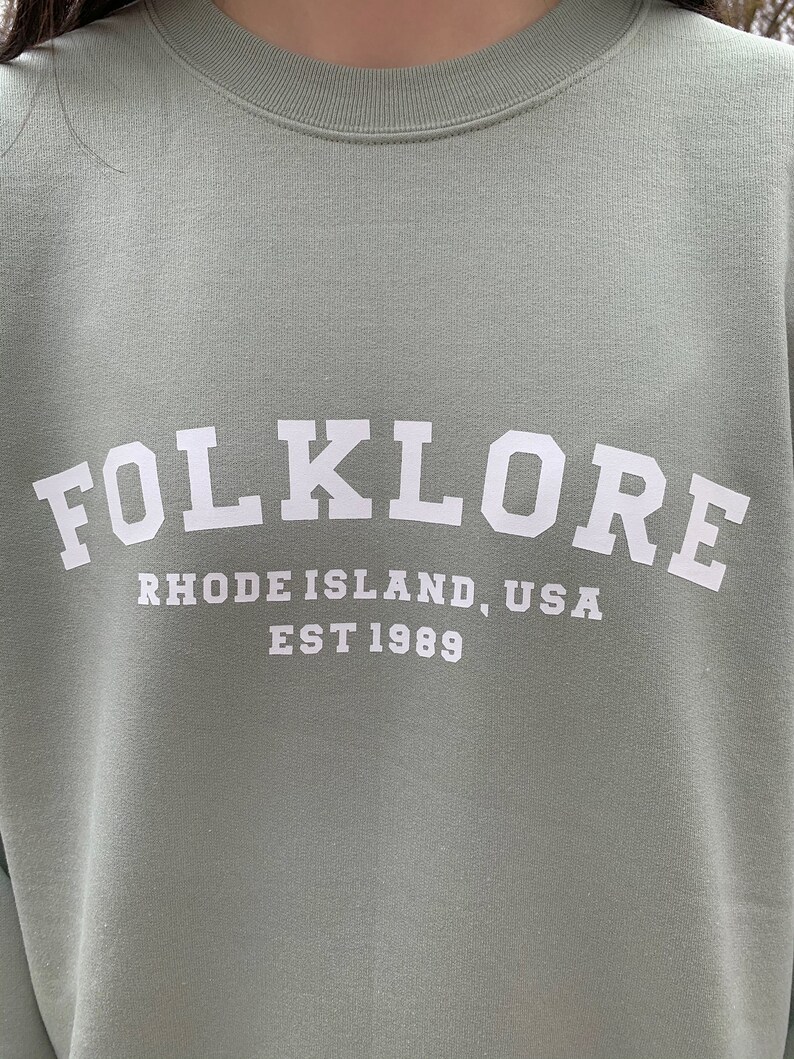 FOLKLORE
RHODE ISLAND, USA
EST 1989